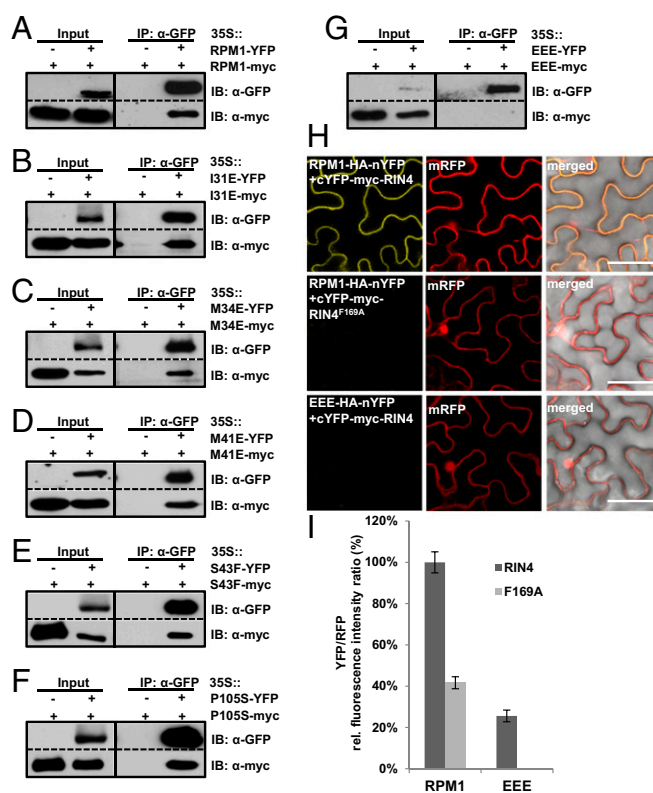 A
Input
IP: α-GFP
35S::
- + - + RPM1-YFP
+ + + + RPM1-myc
IB: α-GFP
IB: α-myc
B
Input
IP: α-GFP
35S::
- + - + I31E-YFP
+ + + + I31E-myc
IB: α-GFP
IB: α-myc
C
Input
IP: α-GFP
35S::
- + - + M34E-YFP
+ + + + M34E-myc
IB: α-GFP
IB: α-myc
D
Input
IP: α-GFP
35S::
- + - + M41E-YFP
+ + + + M41E-myc
IB: α-GFP
IB: α-myc
E
Input
IP: α-GFP
35S::
- + - + S43F-YFP
+ + + + S43F-myc
IB: α-GFP
IB: α-myc
F
Input
IP: α-GFP
35S::
- + - + P105S-YFP
+ + + + P105S-myc
IB: α-GFP
IB: α-myc
G
Input
IP: α-GFP
35S::
- + - + EEE-YFP
+ + + + EEE-myc
IB: α-GFP
IB: α-myc
H
RPM1-HA-nYFP
+cYFP-myc-RIN4
mRFP
merged
RPM1-HA-nYFP
+cYFP-myc-
RIN4F169A
mRFP
merged
EEE-HA-nYFP
+cYFP-myc-RIN4
mRFP
merged
I
YFP/RFP
rel. fluorescence intensity ratio (%)
120%
100%
80%
60%
40%
20%
0%
RIN4
F169A
RPM1
EEE